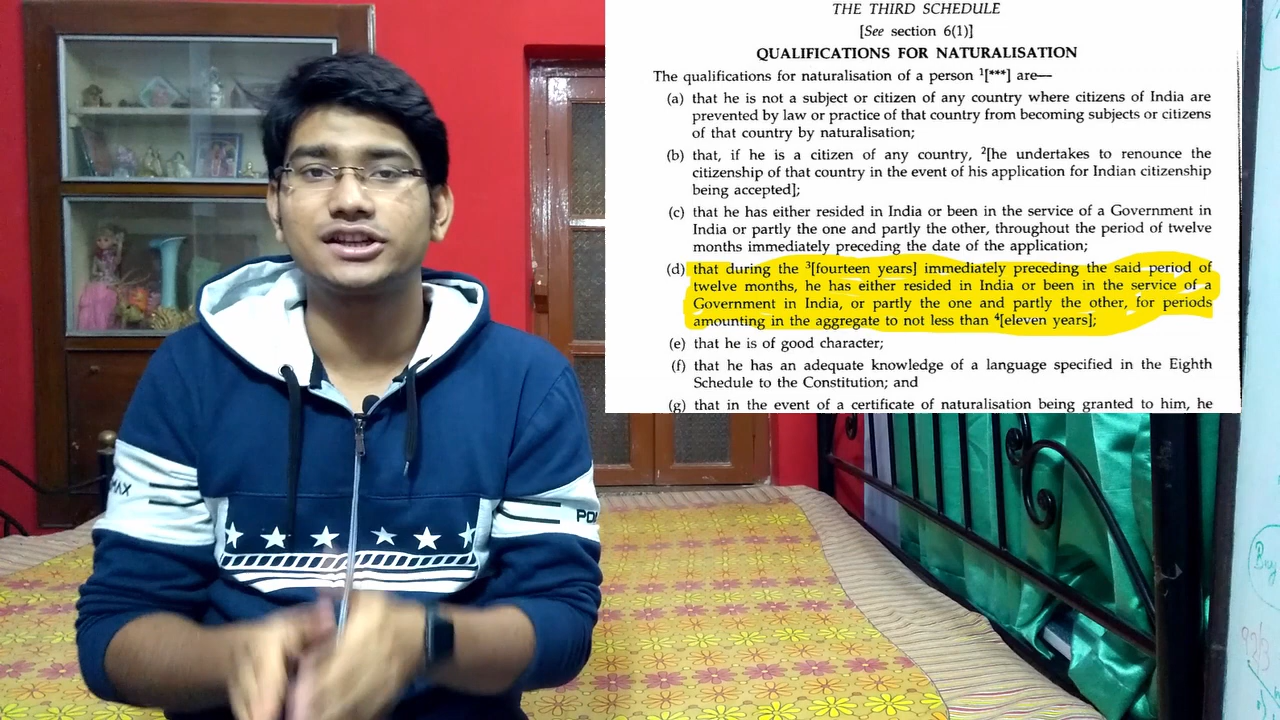 THE THIRD SCHEDULE
[See section 6(1)]
QUALIFICATIONS FOR NATURALISATION
The qualifications for naturalisation of a person ¹[***] are—
(a) that he is not a subject or citizen of any country where citizens of India are
prevented by law or practice of that country from becoming subjects or citizens
of that country by naturalisation;
(b) that, if he is a citizen of any country, ²[he undertakes to renounce the
citizenship of that country in the event of his application for Indian citizenship
being accepted];
(c) that he has either resided in India or been in the service of a Government in
India or partly the one and partly the other, throughout the period of twelve
months immediately preceding the date of the application;
(d) that during the ³[fourteen years] immediately preceding the said period of
twelve months, he has either resided in India or been in the service of a
Government in India, or partly the one and partly the other, for periods
amounting in the aggregate to not less than ⁴[eleven years];
(e) that he is of good character;
(f) that he has an adequate knowledge of a language specified in the Eighth
Schedule to the Constitution; and
(g) that in the event of a certificate of naturalisation being granted to him, he
MAX
Buy